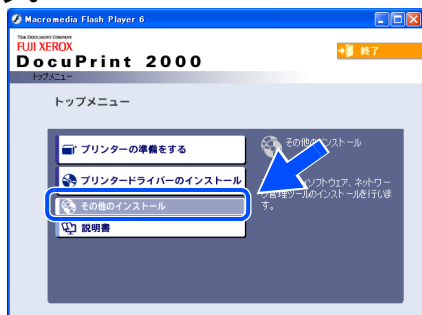 す。
Macromedia Flash Player 6
THE DOCUMENT COMPANY
FUJI XEROX
DocuPrint 2000
終了
トップメニュー
トップメニュー
プリンターの準備をする
プリンタードライバーのインストール
その他のインストール
説明書
その他のインストール
ソフトウエア、ネットワー
ク管理ツールのインストールを行いま
す。